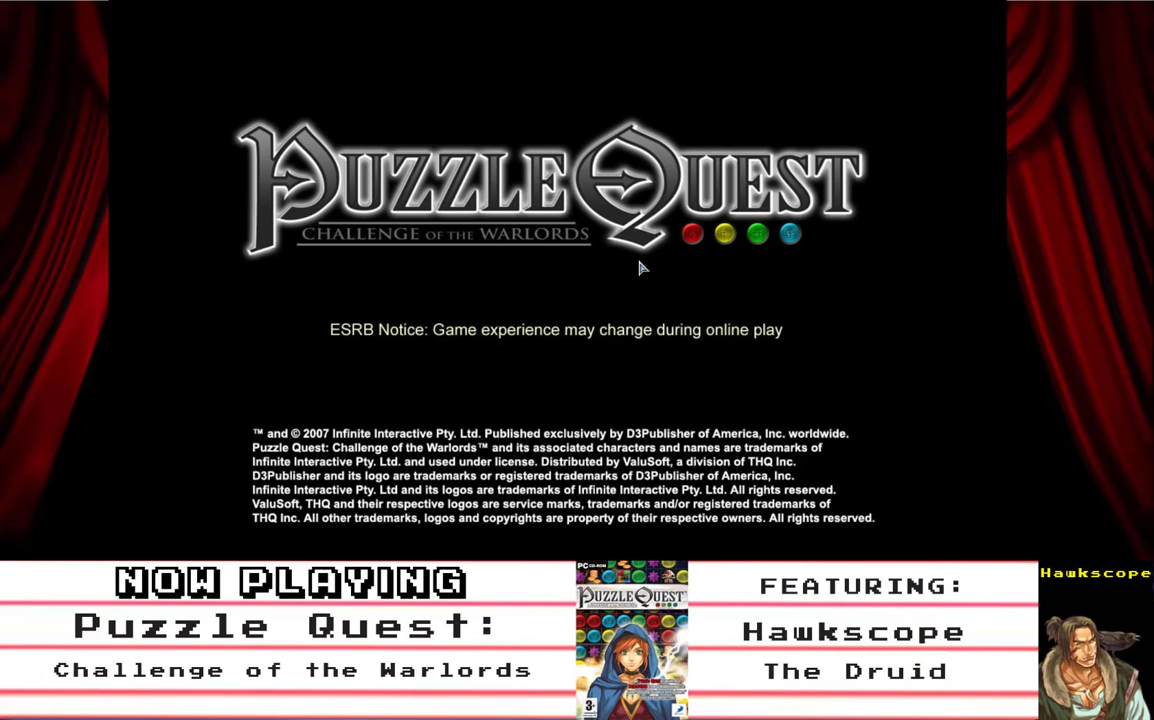 PUZZLE QUEST
CHALLENGE OF THE WARLORDS
ESRB Notice: Game experience may change during online play
™ and © 2007 Infinite Interactive Pty. Ltd. Published exclusively by D3Publisher of America, Inc. worldwide.
Puzzle Quest: Challenge of the Warlords™ and its associated characters and names are trademarks of
Infinite Interactive Pty. Ltd. and used under license. Distributed by ValuSoft, a division of THQ Inc.
D3Publisher and its logo are trademarks or registered trademarks of D3Publisher of America, Inc.
Infinite Interactive Pty. Ltd and its logos are trademarks of Infinite Interactive Pty. Ltd. All rights reserved.
ValuSoft, THQ and their respective logos are service marks, trademarks and/or registered trademarks of
THQ Inc. All other trademarks, logos and copyrights are property of their respective owners. All rights reserved.
NOW PLAYING
Puzzle Quest:
Challenge of the Warlords
PC CD-ROM
PUZZLE QUEST
3+
FEATURING:
Hawkscope
The Druid
Hawkscope